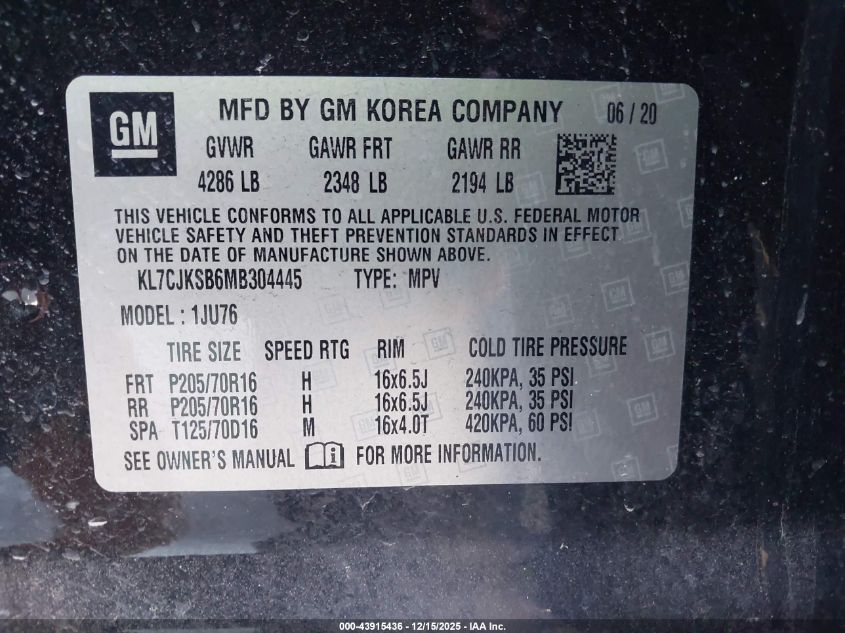 GM
MFD BY GM KOREA COMPANY 06 / 20
GVWR GAWR FRT GAWR RR
4286 LB 2348 LB 2194 LB
THIS VEHICLE CONFORMS TO ALL APPLICABLE U.S. FEDERAL MOTOR
VEHICLE SAFETY AND THEFT PREVENTION STANDARDS IN EFFECT
ON THE DATE OF MANUFACTURE SHOWN ABOVE.
KL7CJKSB6MB304445 TYPE: MPV
MODEL : 1JU76
TIRE SIZE SPEED RTG RIM COLD TIRE PRESSURE
FRT P205/70R16 H 16x6.5J 240KPA, 35 PSI
RR P205/70R16 H 16x6.5J 240KPA, 35 PSI
SPA T125/70D16 M 16x4.0T 420KPA, 60 PSI
SEE OWNER'S MANUAL FOR MORE INFORMATION.
000-43915436 - 12/15/2025 - IAA Inc.